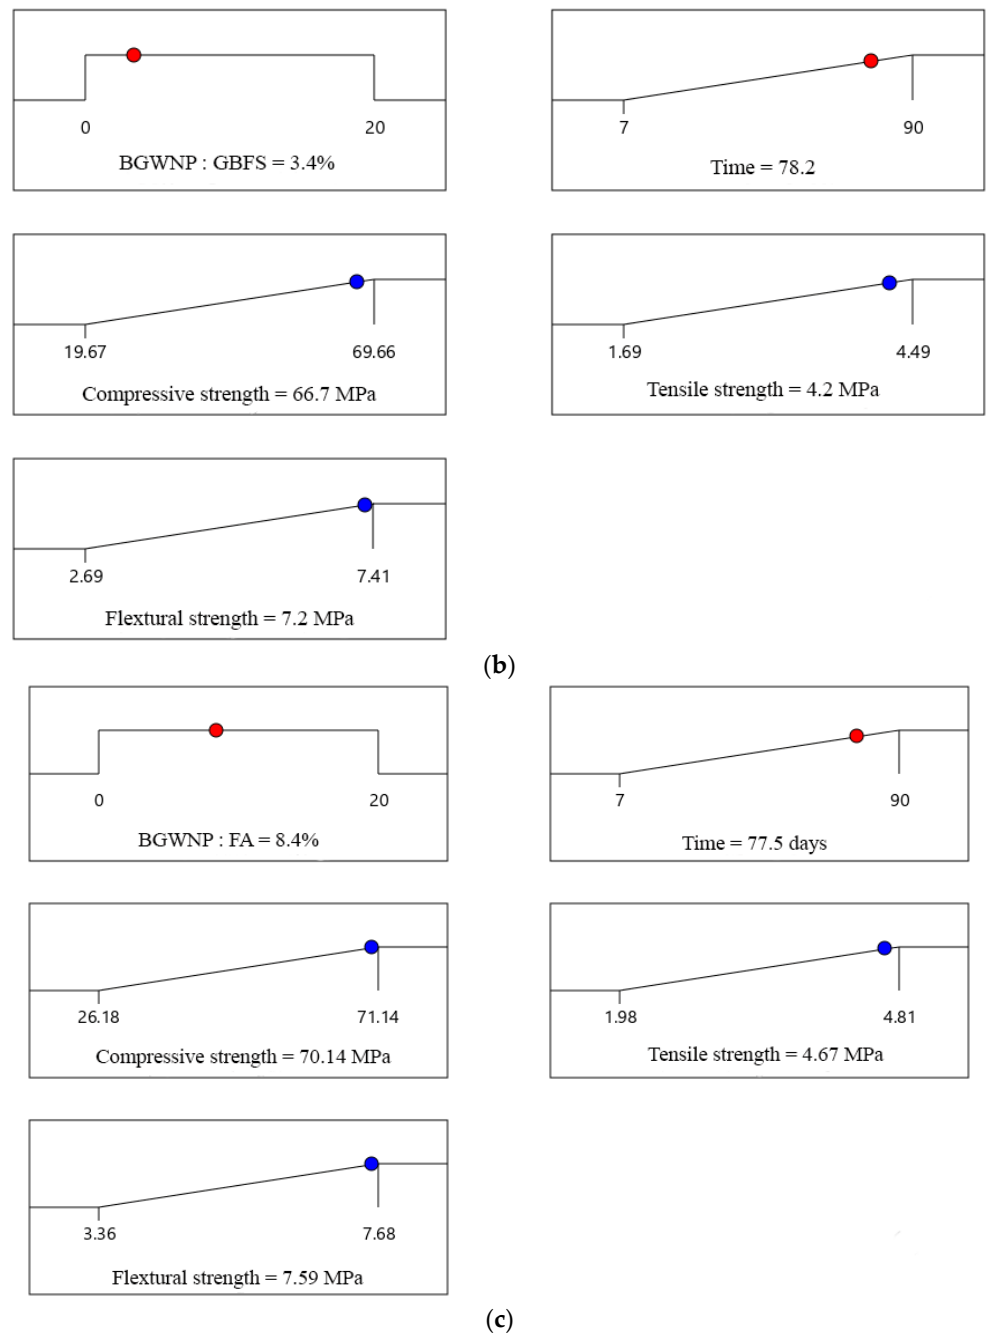 0 20
BGWNP : GBFS = 3.4%
7 90
Time = 78.2
19.67 69.66
Compressive strength = 66.7 MPa
1.69 4.49
Tensile strength = 4.2 MPa
2.69 7.41
Flextural strength = 7.2 MPa
(b)
0 20
BGWNP : FA = 8.4%
7 90
Time = 77.5 days
26.18 71.14
Compressive strength = 70.14 MPa
1.98 4.81
Tensile strength = 4.67 MPa
3.36 7.68
Flextural strength = 7.59 MPa
(c)